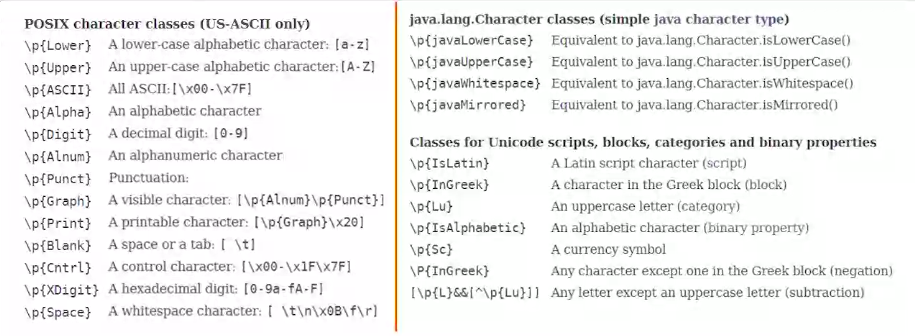 POSIX character classes (US-ASCII only)
\p{Lower} A lower-case alphabetic character: [a-z]
\p{Upper} An upper-case alphabetic character:[A-Z]
\p{ASCII} All ASCII:[\x00-\x7F]
\p{Alpha} An alphabetic character
\p{Digit} A decimal digit: [0-9]
\p{Alnum} An alphanumeric character
\p{Punct} Punctuation:
\p{Graph} A visible character: [\p{Alnum}\p{Punct}]
\p{Print} A printable character: [\p{Graph}\x20]
\p{Blank} A space or a tab: [ \t]
\p{Cntrl} A control character: [\x00-\x1F\x7F]
\p{XDigit} A hexadecimal digit: [0-9a-fA-F]
\p{Space} A whitespace character: [ \t\n\x0B\f\r]
java.lang.Character classes (simple java character type)
\p{javaLowerCase} Equivalent to java.lang.Character.isLowerCase()
\p{javaUpperCase} Equivalent to java.lang.Character.isUpperCase()
\p{javaWhitespace} Equivalent to java.lang.Character.isWhitespace()
\p{javaMirrored} Equivalent to java.lang.Character.isMirrored()
Classes for Unicode scripts, blocks, categories and binary properties
\p{IsLatin} A Latin script character (script)
\p{InGreek} A character in the Greek block (block)
\p{Lu} An uppercase letter (category)
\p{IsAlphabetic} An alphabetic character (binary property)
\p{Sc} A currency symbol
\P{InGreek} Any character except one in the Greek block (negation)
[\p{L}&&[^\p{Lu}]] Any letter except an uppercase letter (subtraction)